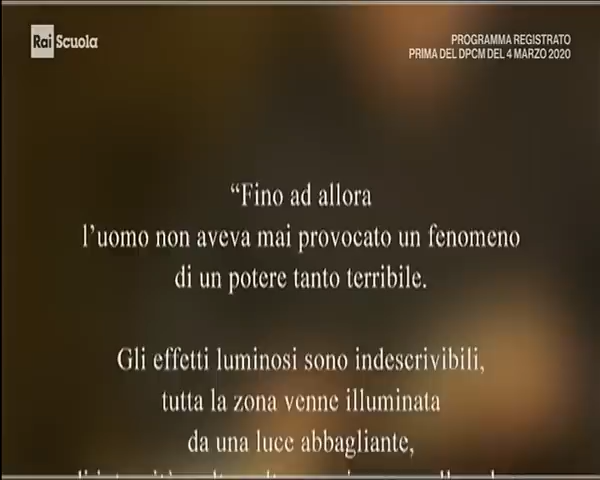 Rai Scuola
PROGRAMMA REGISTRATO
PRIMA DEL DPCM DEL 4 MARZO 2020
“Fino ad allora
l’uomo non aveva mai provocato un fenomeno
di un potere tanto terribile.
Gli effetti luminosi sono indescrivibili,
tutta la zona venne illuminata
da una luce abbagliante,